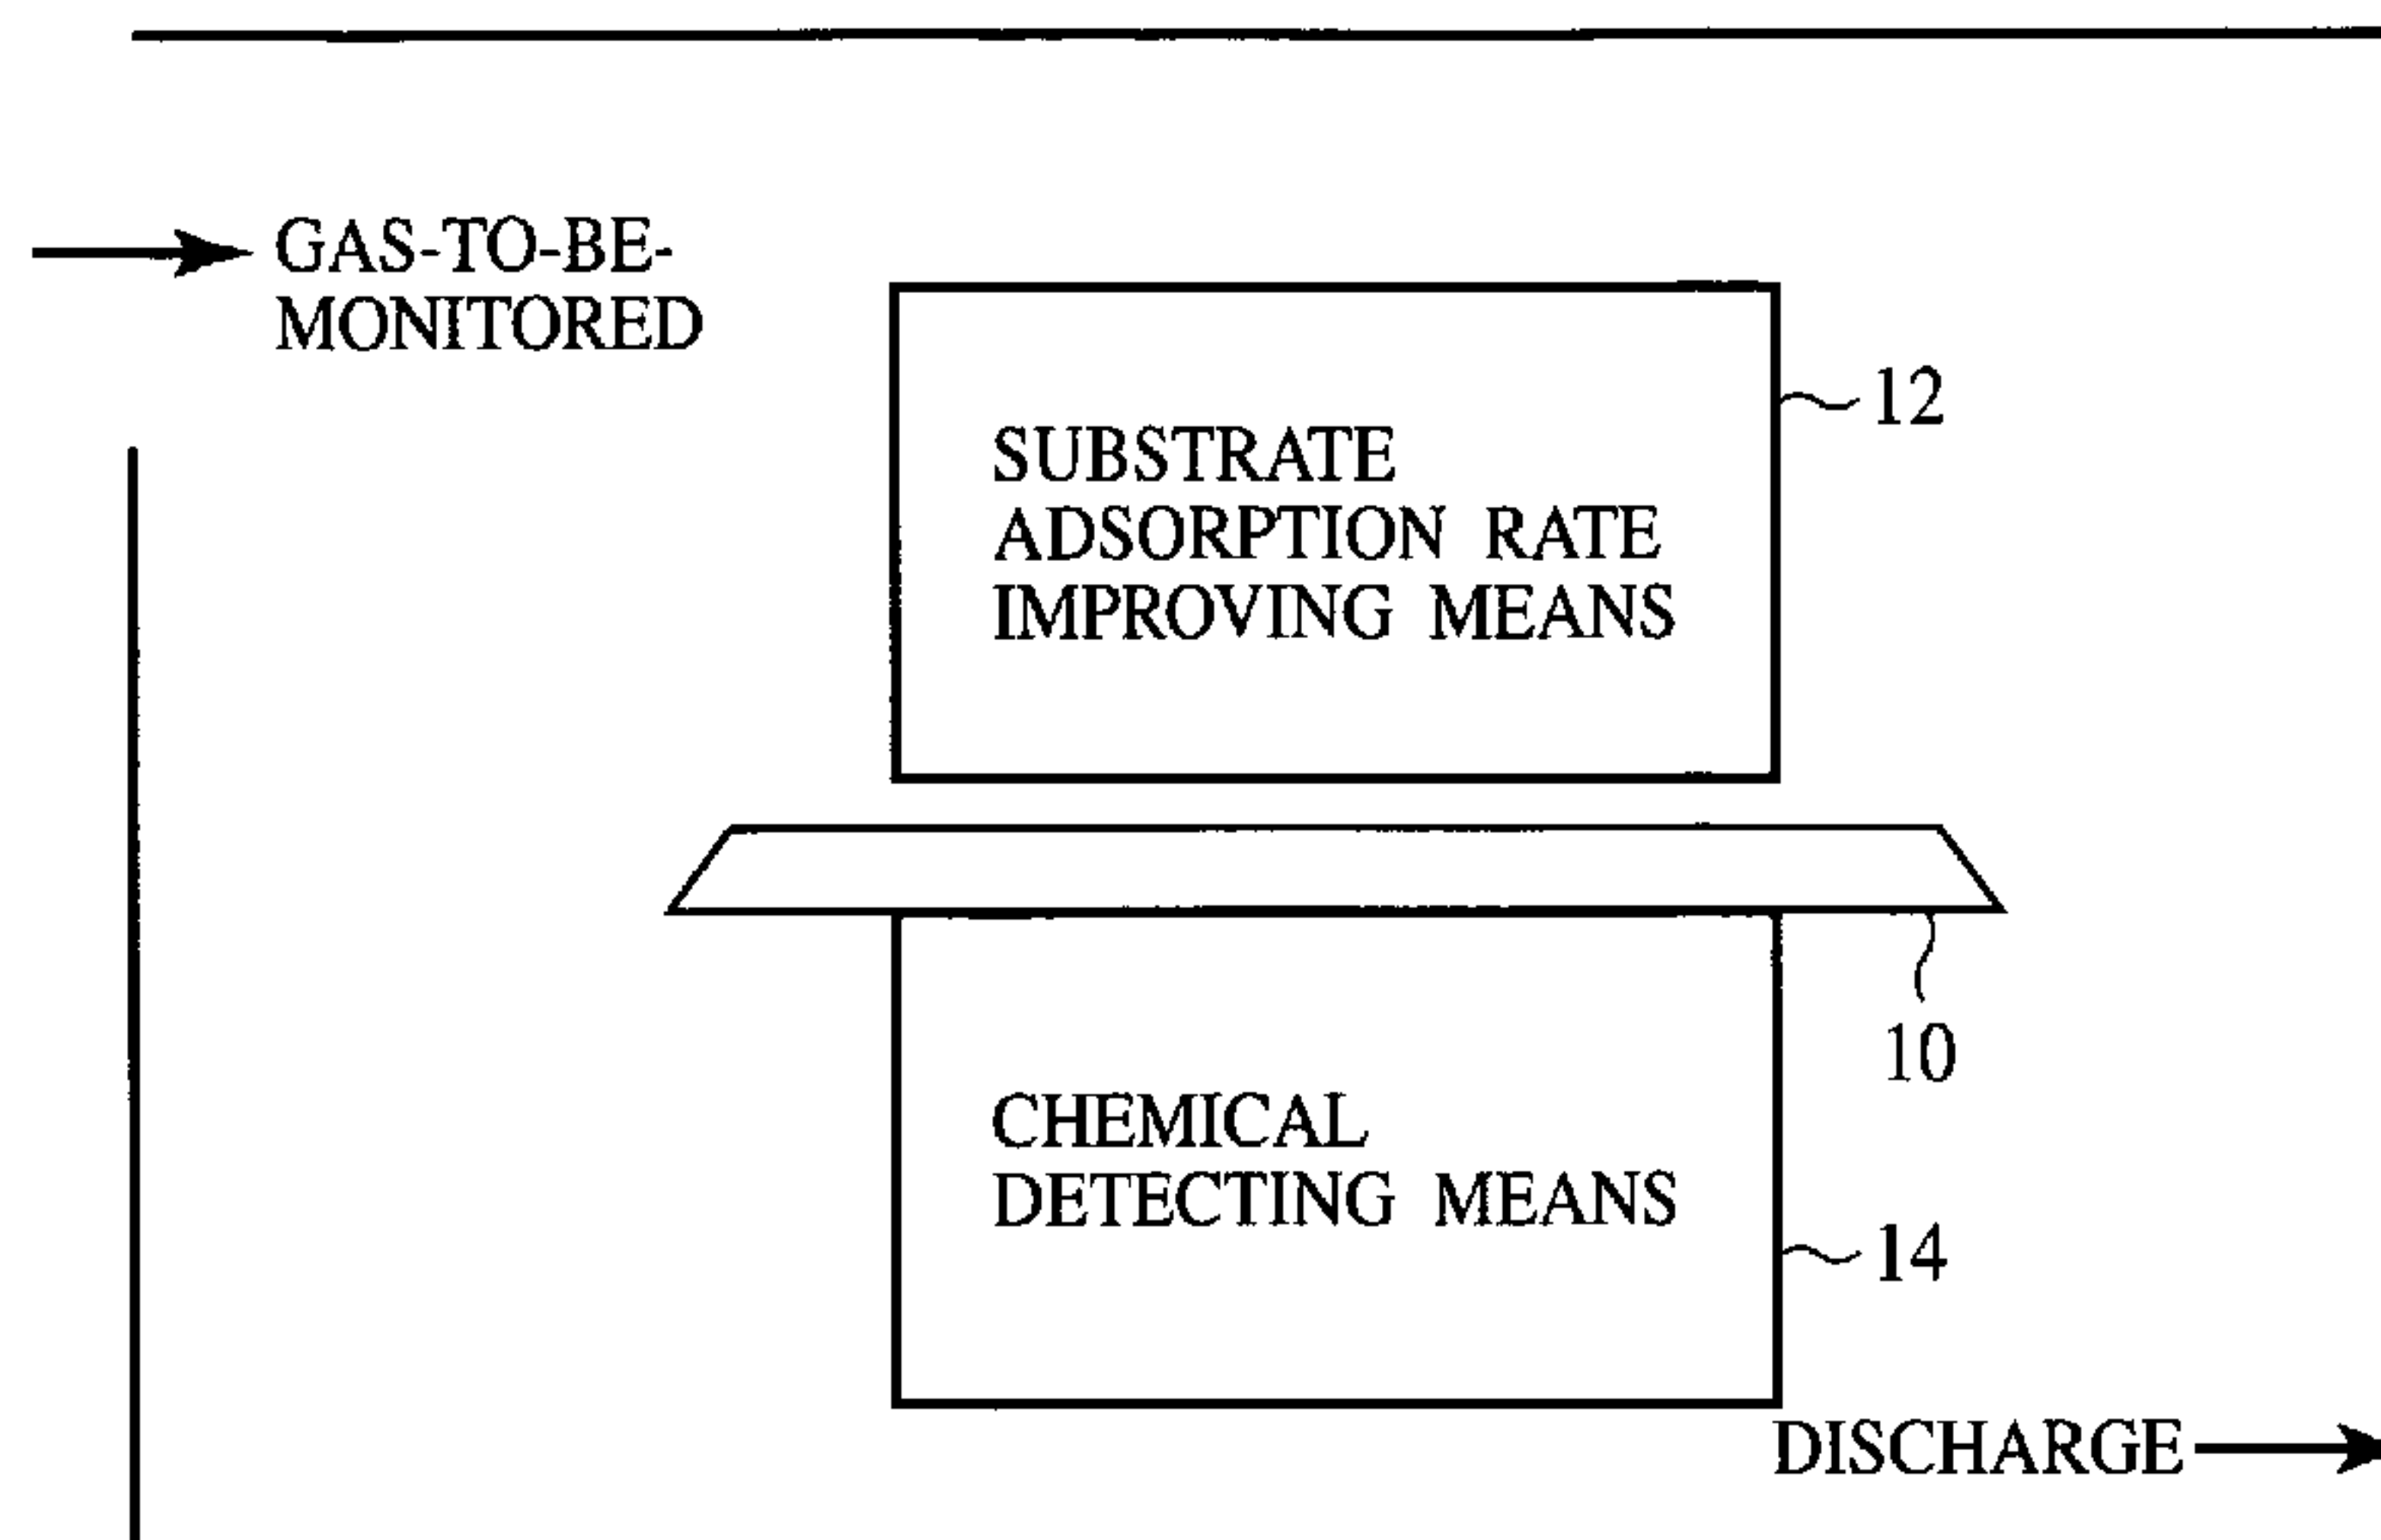 GAS-TO-BE-
MONITORED
12
SUBSTRATE
ADSORPTION RATE
IMPROVING MEANS
10
CHEMICAL
DETECTING MEANS
14
DISCHARGE